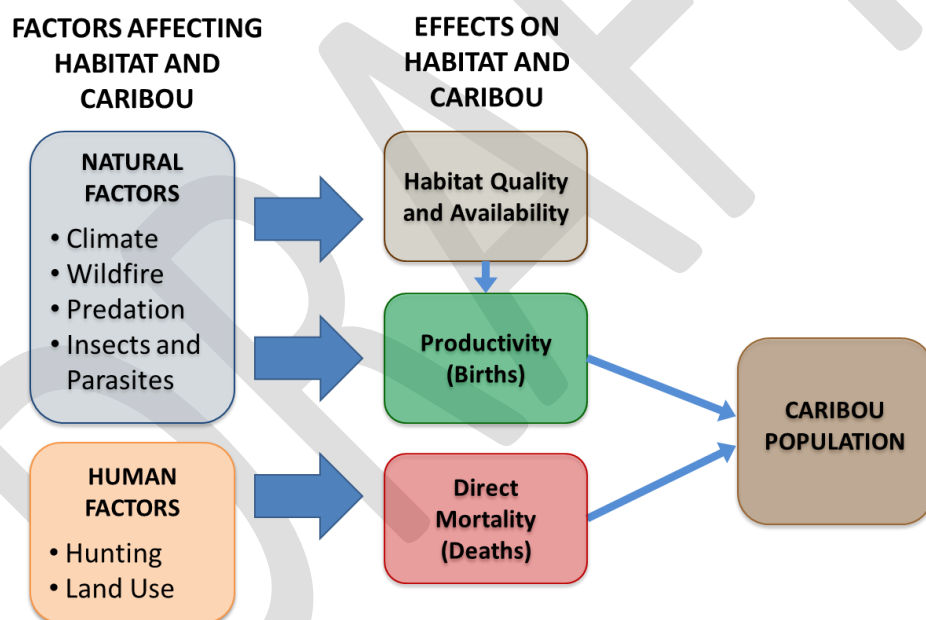 FACTORS AFFECTING
HABITAT AND
CARIBOU
EFFECTS ON
HABITAT AND
CARIBOU
NATURAL
FACTORS
• Climate
• Wildfire
• Predation
• Insects and
Parasites
HUMAN
FACTORS
• Hunting
• Land Use
Habitat Quality
and Availability
Productivity
(Births)
Direct
Mortality
(Deaths)
CARIBOU
POPULATION
DRAFT